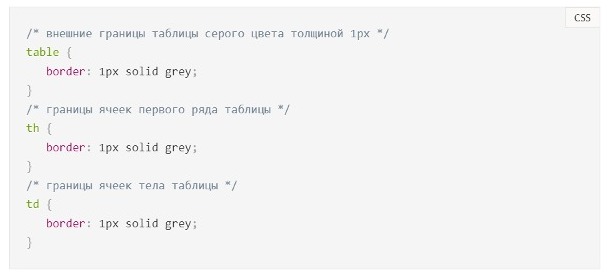 CSS
/* внешние границы таблицы серого цвета толщиной 1px */
table {
   border: 1px solid grey;
}
/* границы ячеек первого ряда таблицы */
th {
   border: 1px solid grey;
}
/* границы ячеек тела таблицы */
td {
   border: 1px solid grey;
}